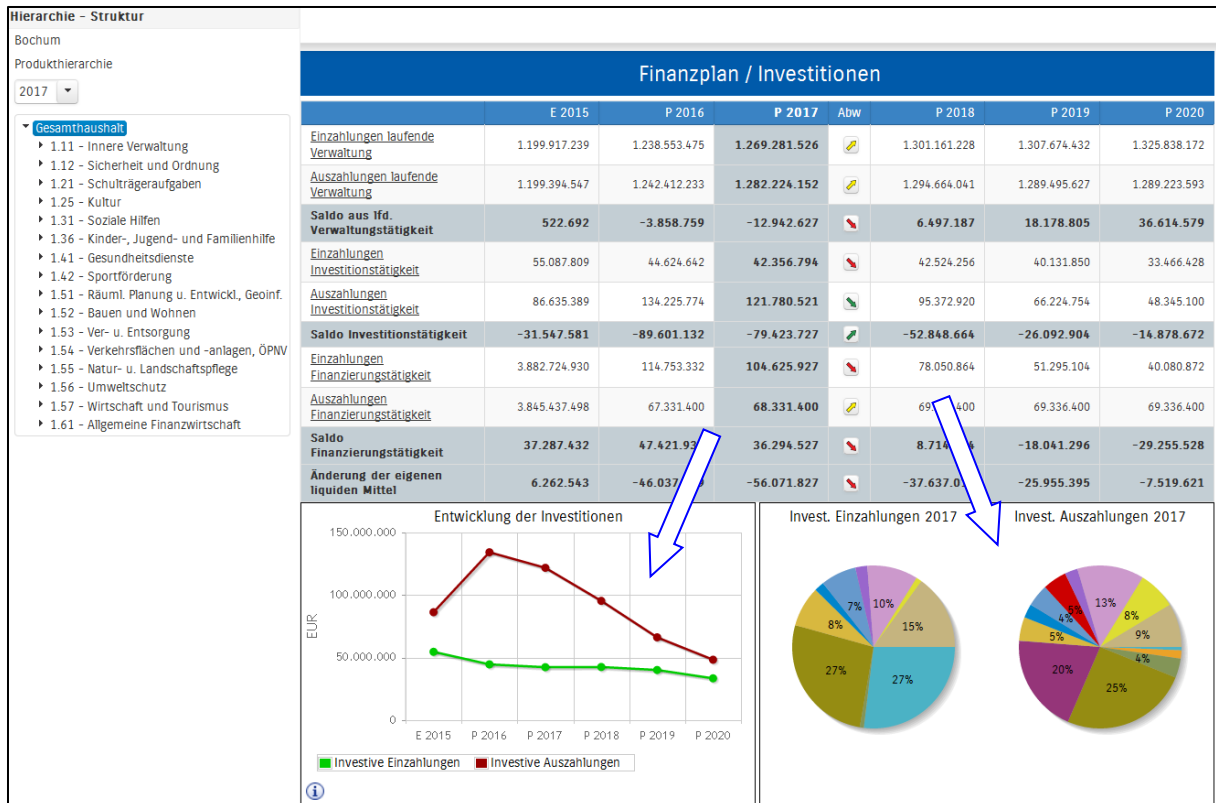 Hierarchie - Struktur
Bochum
Produkthierarchie
2017
Gesamthaushalt
1.11 - Innere Verwaltung
1.12 - Sicherheit und Ordnung
1.21 - Schulträgeraufgaben
1.25 - Kultur
1.31 - Soziale Hilfen
1.36 - Kinder-, Jugend- und Familienhilfe
1.41 - Gesundheitsdienste
1.42 - Sportförderung
1.51 - Räuml. Planung u. Entwickl., Geoinf.
1.52 - Bauen und Wohnen
1.53 - Ver- u. Entsorgung
1.54 - Verkehrsflächen und -anlagen, ÖPNV
1.55 - Natur- u. Landschaftspflege
1.56 - Umweltschutz
1.57 - Wirtschaft und Tourismus
1.61 - Allgemeine Finanzwirtschaft
Finanzplan / Investitionen
E 2015 P 2016 P 2017 Abw P 2018 P 2019 P 2020
Einzahlungen laufende
Verwaltung
1.199.917.239 1.238.553.475 1.269.281.526 1.301.161.228 1.307.674.432 1.325.838.172
Auszahlungen laufende
Verwaltung
1.199.394.547 1.242.412.233 1.282.224.152 1.294.664.041 1.289.495.627 1.289.223.593
Saldo aus lfd.
Verwaltungstätigkeit
522.692 -3.858.759 -12.942.627 6.497.187 18.178.805 36.614.579
Einzahlungen
Investitionstätigkeit
55.087.809 44.624.642 42.356.794 42.524.256 40.131.850 33.466.428
Auszahlungen
Investitionstätigkeit
86.635.389 134.225.774 121.780.521 95.372.920 66.224.754 48.345.100
Saldo Investitionstätigkeit -31.547.581 -89.601.132 -79.423.727 -52.848.664 -26.092.904 -14.878.672
Einzahlungen
Finanzierungstätigkeit
3.882.724.930 114.753.332 104.625.927 78.050.864 51.295.104 40.080.872
Auszahlungen
Finanzierungstätigkeit
3.845.437.498 67.331.400 68.331.400 69.336.400 69.336.400
Saldo
Finanzierungstätigkeit
37.287.432 36.294.527 -18.041.296 -29.255.528
Änderung der eigenen
liquiden Mittel
6.262.543 -56.071.827 -25.955.395 -7.519.621
Entwicklung der Investitionen
150.000.000
100.000.000
50.000.000
0
EUR
E 2015 P 2016 P 2017 P 2018 P 2019 P 2020
Investive Einzahlungen Investive Auszahlungen
i
Invest. Einzahlungen 2017
7% 10%
8% 15%
27% 27%
Invest. Auszahlungen 2017
5% 13%
4% 8%
5% 9%
4%
20%
25%